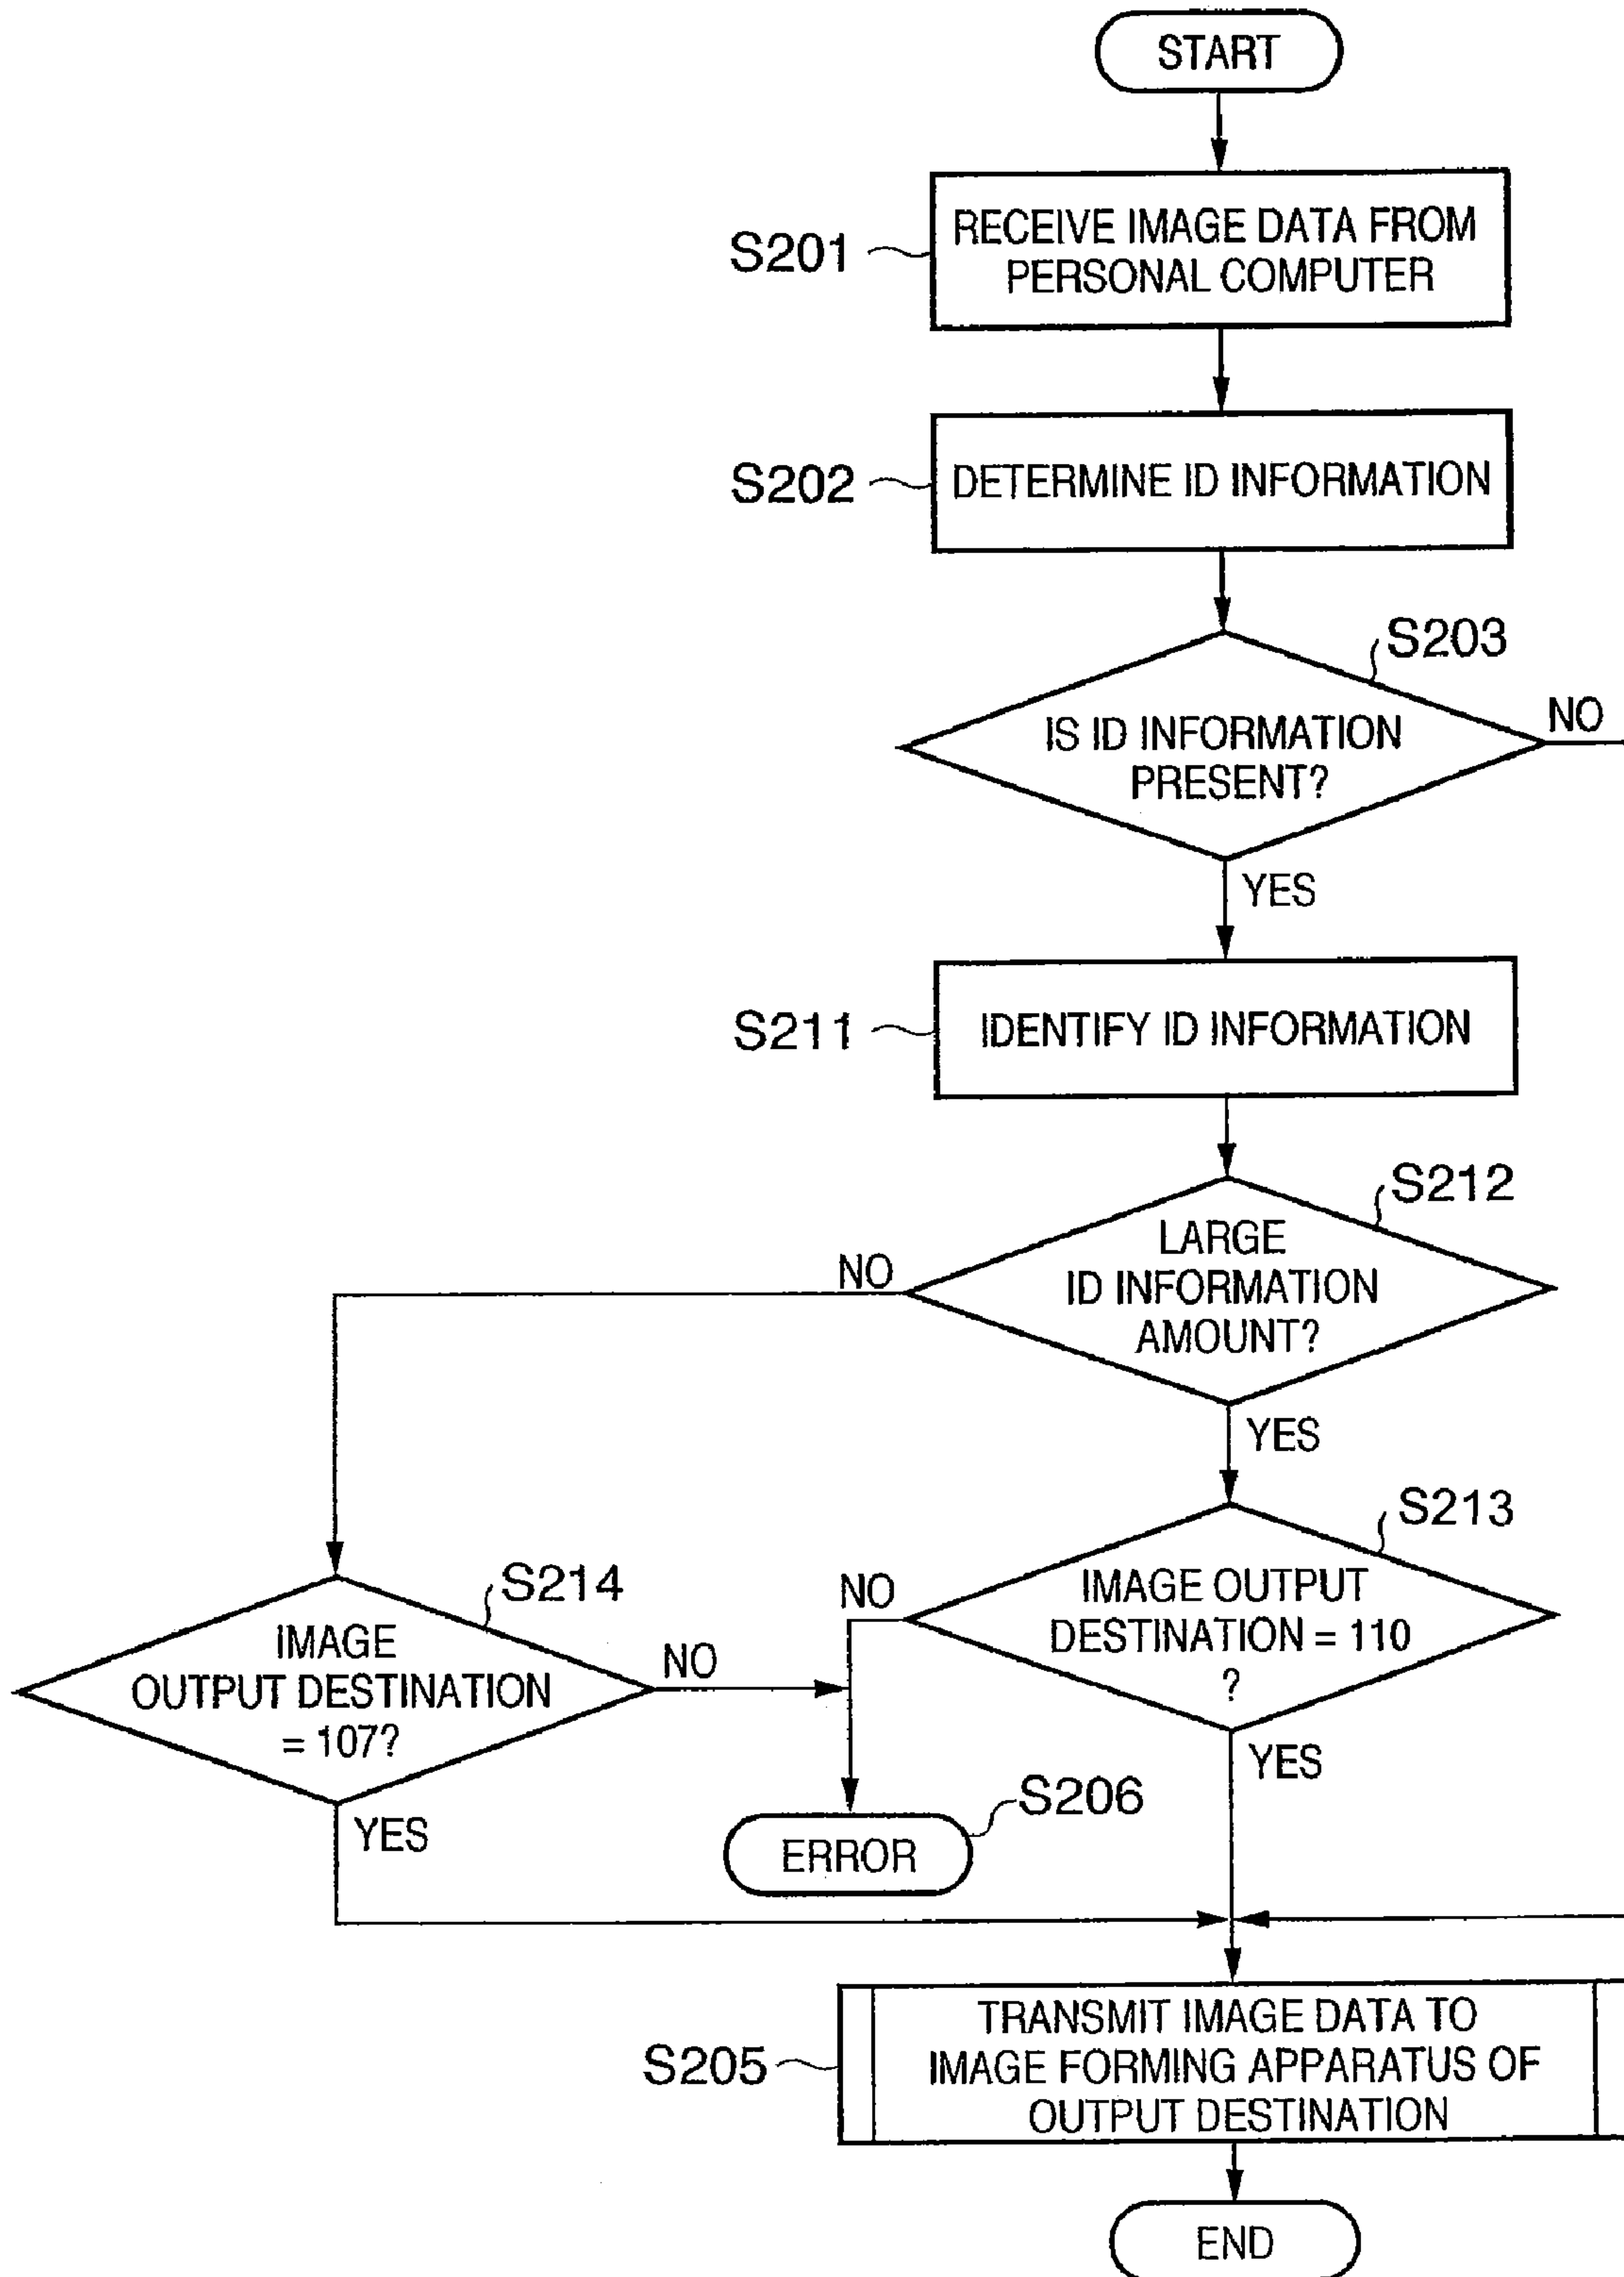 START
S201
RECEIVE IMAGE DATA FROM
PERSONAL COMPUTER
S202
DETERMINE ID INFORMATION
S203
IS ID INFORMATION
PRESENT?
NO
YES
S211
IDENTIFY ID INFORMATION
S212
LARGE
ID INFORMATION
AMOUNT?
NO
YES
S213
IMAGE OUTPUT
DESTINATION = 110
?
NO
YES
S214
IMAGE
OUTPUT DESTINATION
= 107?
NO
YES
S206
ERROR
S205
TRANSMIT IMAGE DATA TO
IMAGE FORMING APPARATUS OF
OUTPUT DESTINATION
END